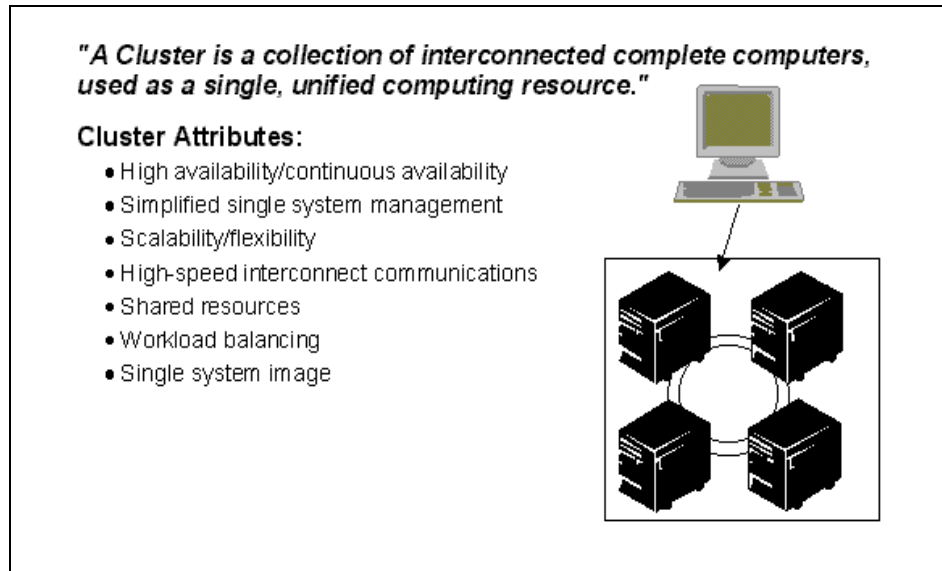 "A Cluster is a collection of interconnected complete computers,
used as a single, unified computing resource."
Cluster Attributes:
• High availability/continuous availability
• Simplified single system management
• Scalability/flexibility
• High-speed interconnect communications
• Shared resources
• Workload balancing
• Single system image